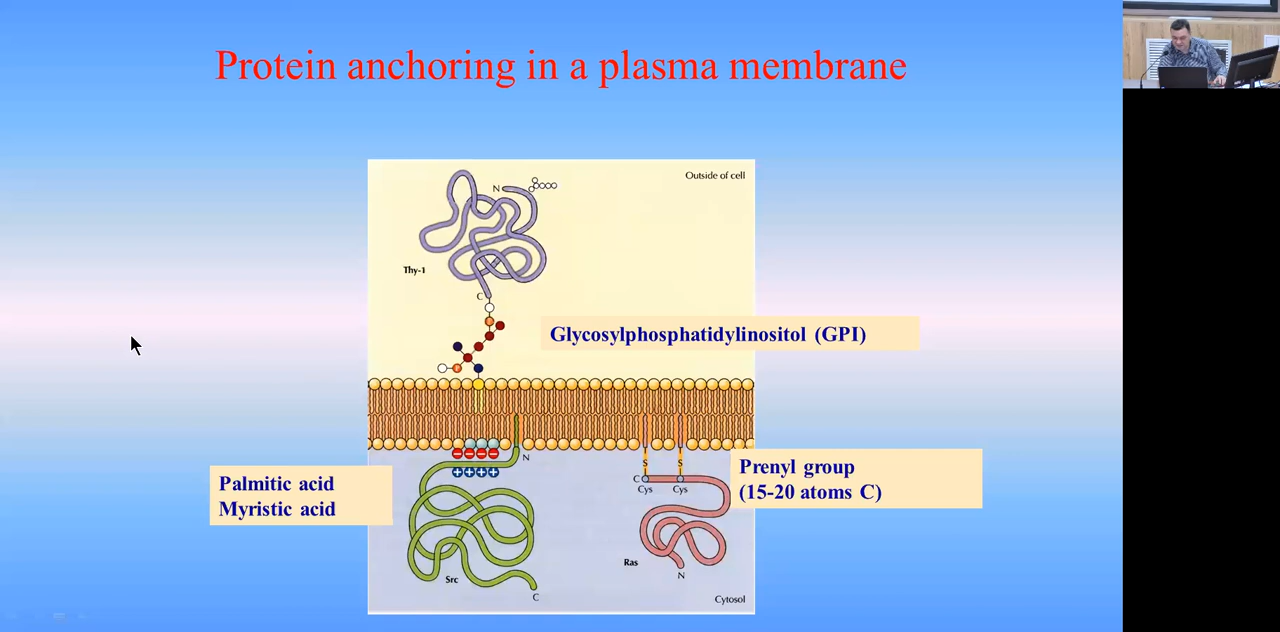 Protein anchoring in a plasma membrane
Outside of cell
N
Thy-1
C
P
Glycosylphosphatidylinositol (GPI)
P
N
Palmitic acid
Myristic acid
S S
C
Cys Cys
Prenyl group
(15-20 atoms C)
Src
C
Ras
N
Cytosol